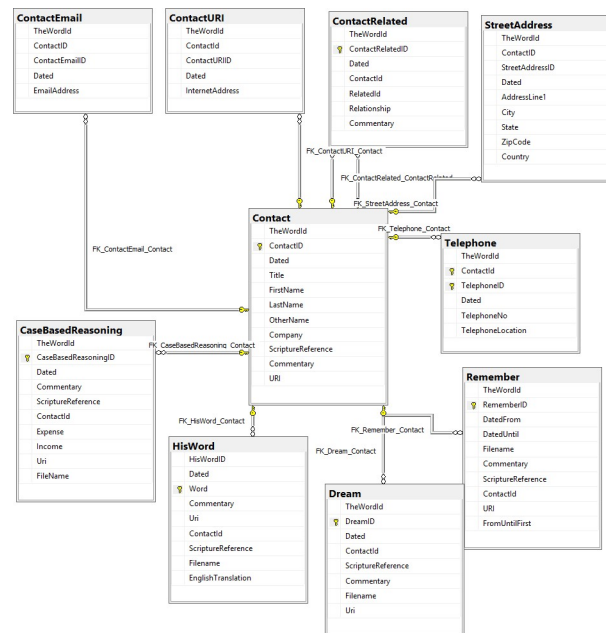 ContactEmail
TheWordId
ContactID
ContactEmailID
Dated
EmailAddress
ContactURI
TheWordId
ContactId
ContactURIID
Dated
InternetAddress
ContactRelated
TheWordId
ContactRelatedID
Dated
ContactId
RelatedId
Relationship
Commentary
StreetAddress
TheWordId
ContactID
StreetAddressID
Dated
AddressLine1
City
State
ZipCode
Country
FK_ContactURI_Contact
FK_ContactRelated_ContactRelated
FK_StreetAddress_Contact
FK_Telephone_Contact
FK_ContactEmail_Contact
Contact
TheWordId
ContactID
Dated
Title
FirstName
LastName
OtherName
Company
ScriptureReference
Commentary
URI
Telephone
TheWordId
ContactId
TelephoneID
Dated
TelephoneNo
TelephoneLocation
CaseBasedReasoning
TheWordId
CaseBasedReasoningID
Dated
Commentary
ScriptureReference
ContactId
Expense
Income
Uri
FileName
FK_CaseBasedReasoning_Contact
FK_HisWord_Contact
FK_Remember_Contact
FK_Dream_Contact
Remember
TheWordId
RememberID
DatedFrom
DatedUntil
Filename
Commentary
ScriptureReference
ContactId
URI
FromUntilFirst
HisWord
HisWordID
Dated
Word
Commentary
Uri
ContactId
ScriptureReference
Filename
EnglishTranslation
Dream
TheWordId
DreamID
Dated
ContactId
ScriptureReference
Commentary
Filename
Uri